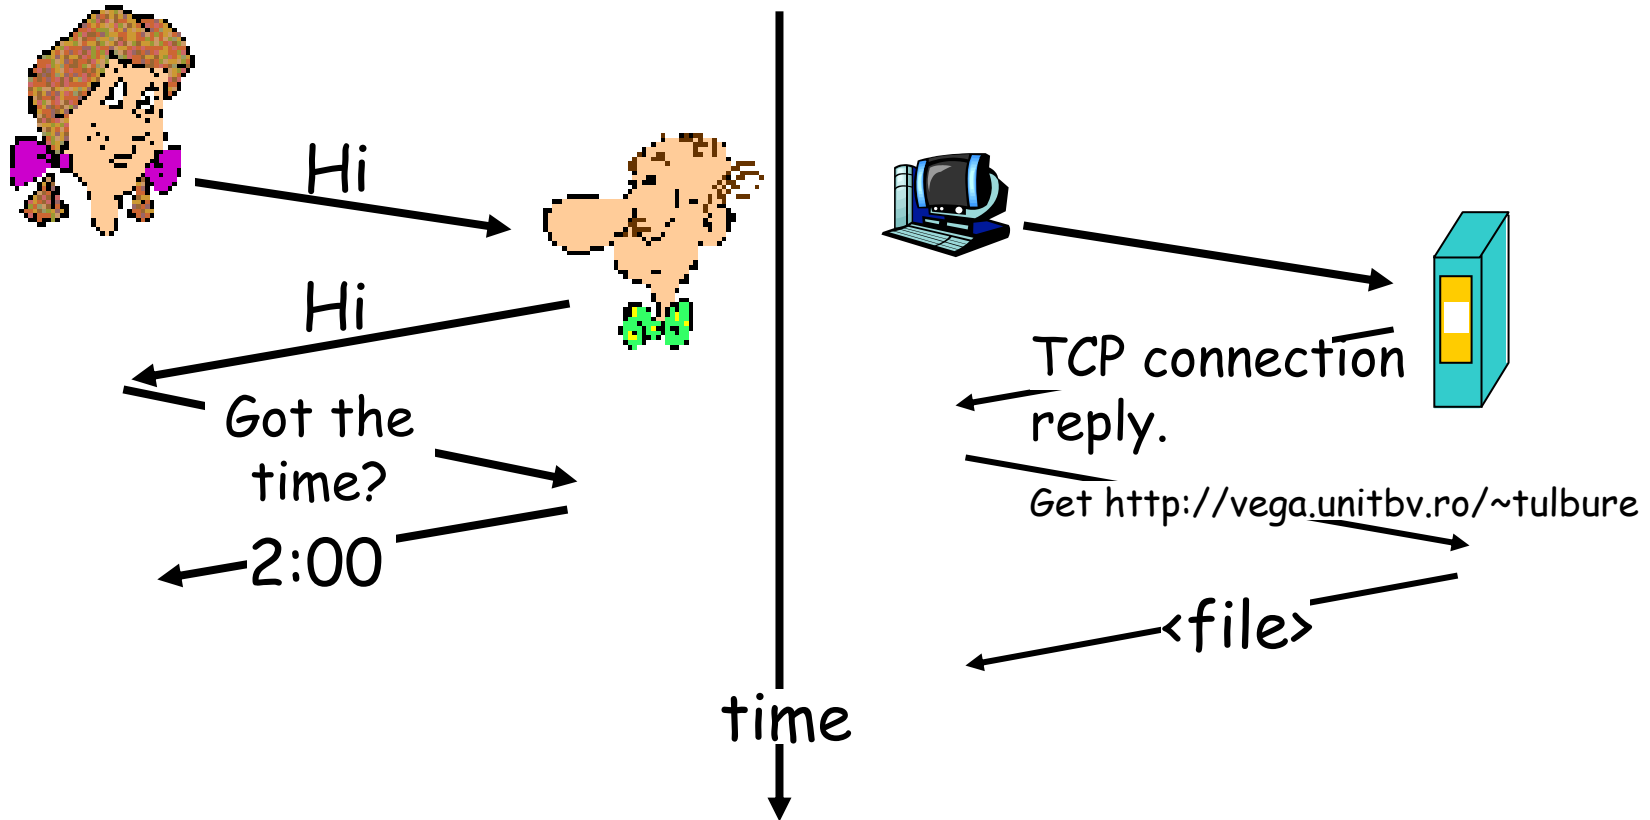 Hi
Hi
Got the
time?
2:00
TCP connection
reply.
Get http://vega.unitbv.ro/~tulbure
<file>
time